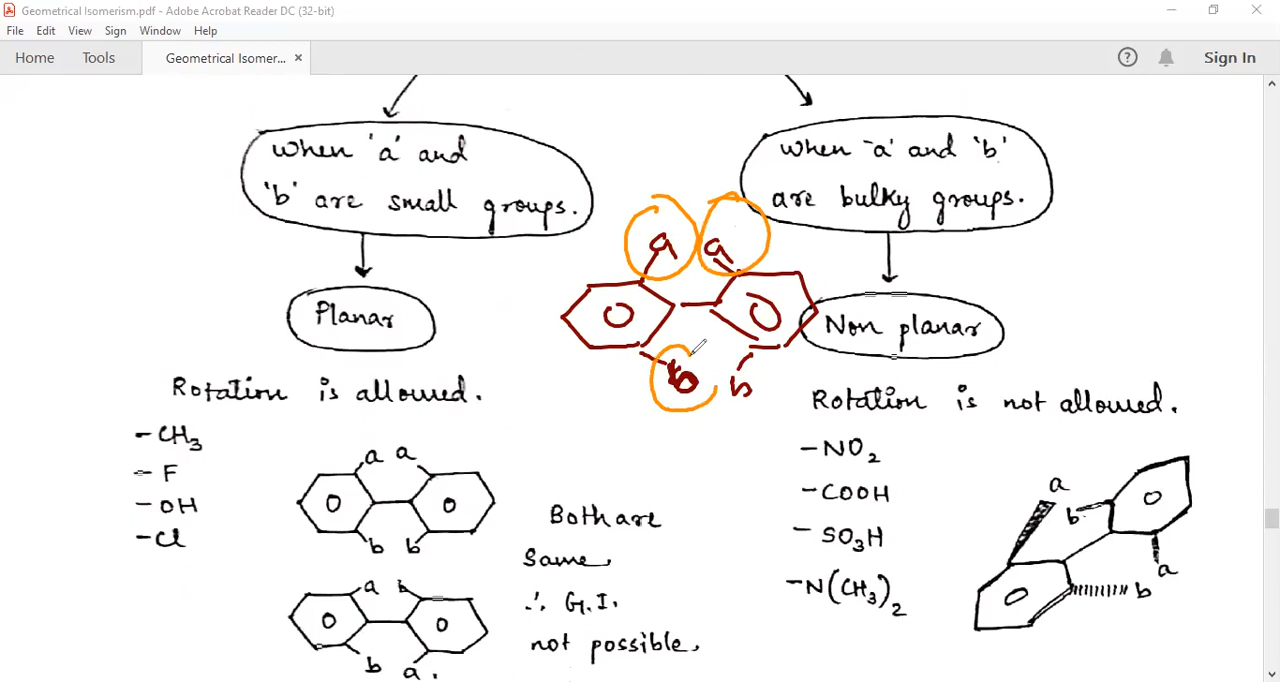 Geometrical Isomerism.pdf - Adobe Acrobat Reader DC (32-bit)
File Edit View Sign Window Help
Home Tools Geometrical Isomer... × ? Sign In
When 'a' and
'b' are small groups.
When 'a' and 'b'
are bulky groups.
a a
b b
Planar
Non planar
Rotation is allowed.
-CH3
-F
-OH
-Cl
a a
b b
a b
b a.
Both are
Same,
∴ G.I.
not possible.
Rotation is not allowed.
-NO2
-COOH
-SO3H
-N(CH3)2
a
b
a
b